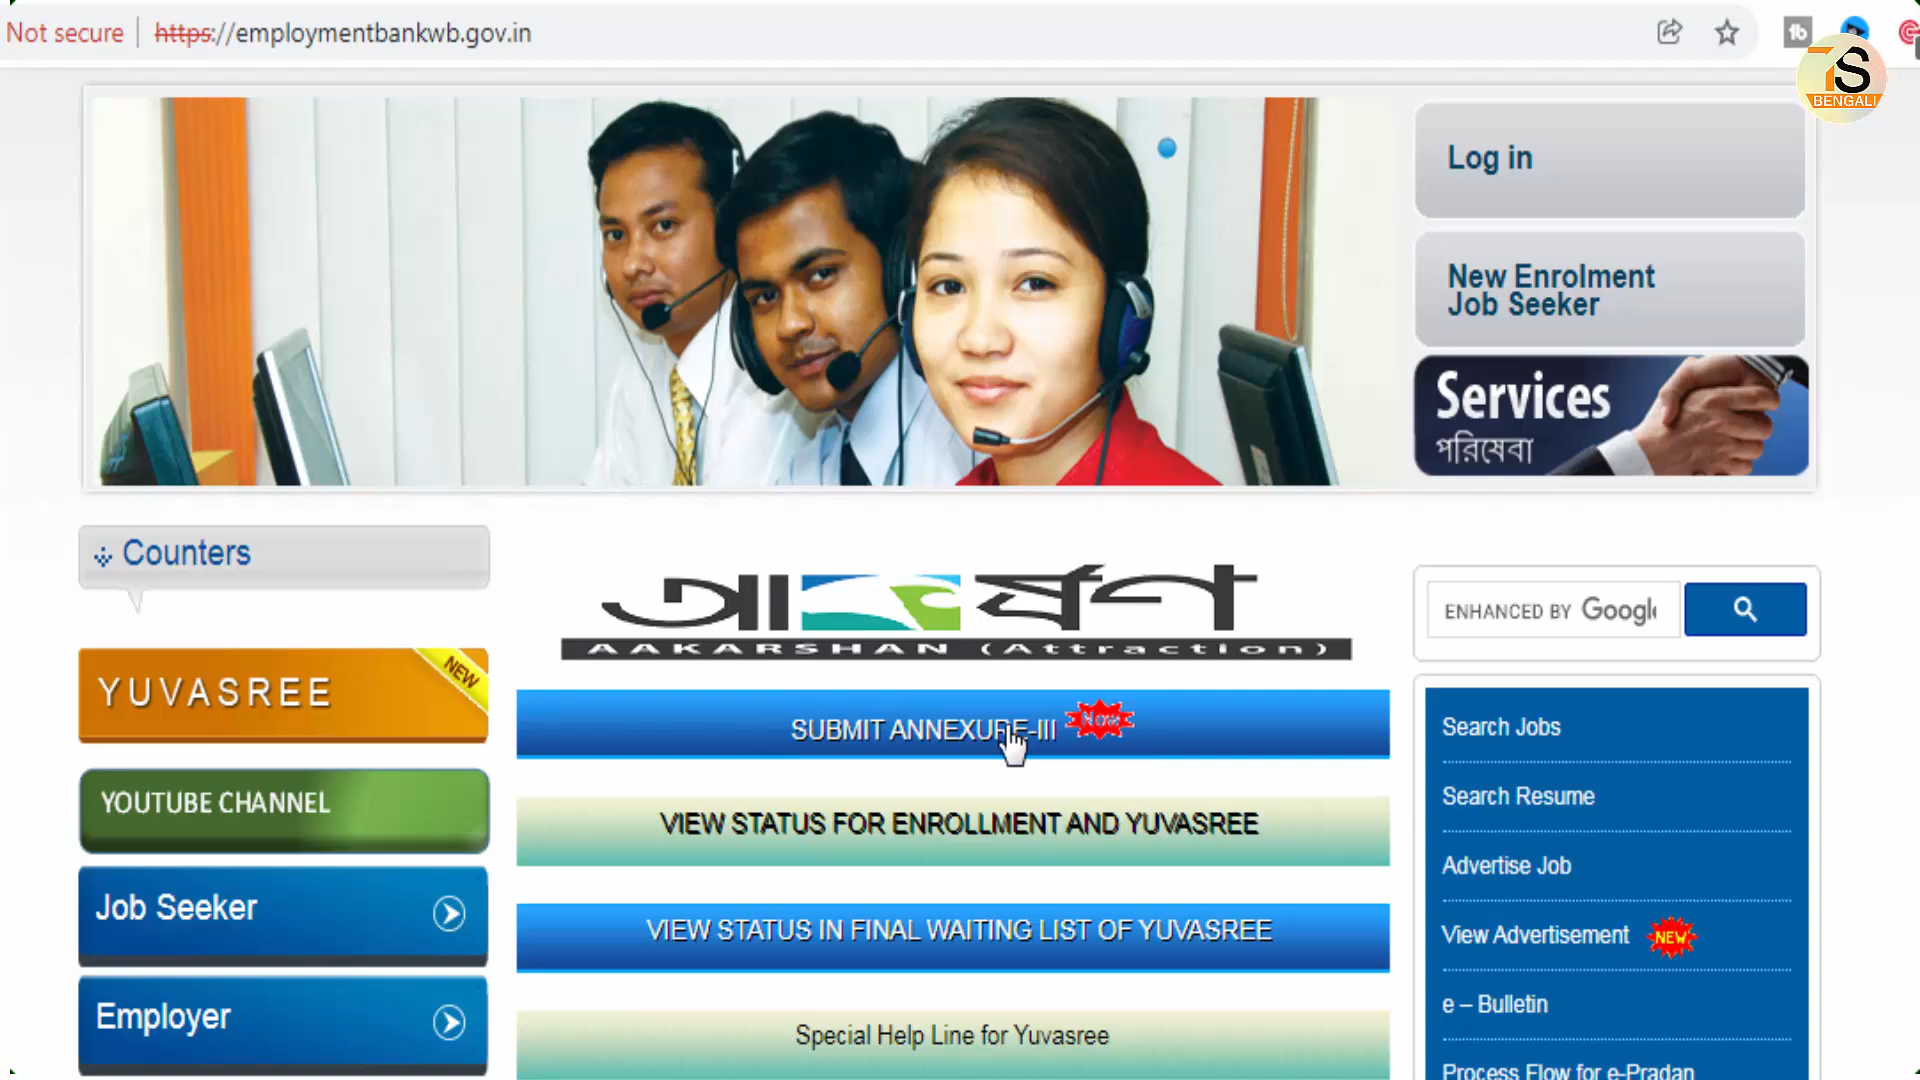 Not secure
https://employmentbankwb.gov.in
7S
BENGALI
Log in
New Enrolment
Job Seeker
Services
পরিষেবা
Counters
YUVASREE
NEW
YOUTUBE CHANNEL
Job Seeker
Employer
AAKARSHAN (Attraction)
SUBMIT ANNEXURE-III
New
VIEW STATUS FOR ENROLLMENT AND YUVASREE
VIEW STATUS IN FINAL WAITING LIST OF YUVASREE
Special Help Line for Yuvasree
ENHANCED BY Google
Search Jobs
Search Resume
Advertise Job
View Advertisement
NEW
e – Bulletin
Process Flow for e-Pradan